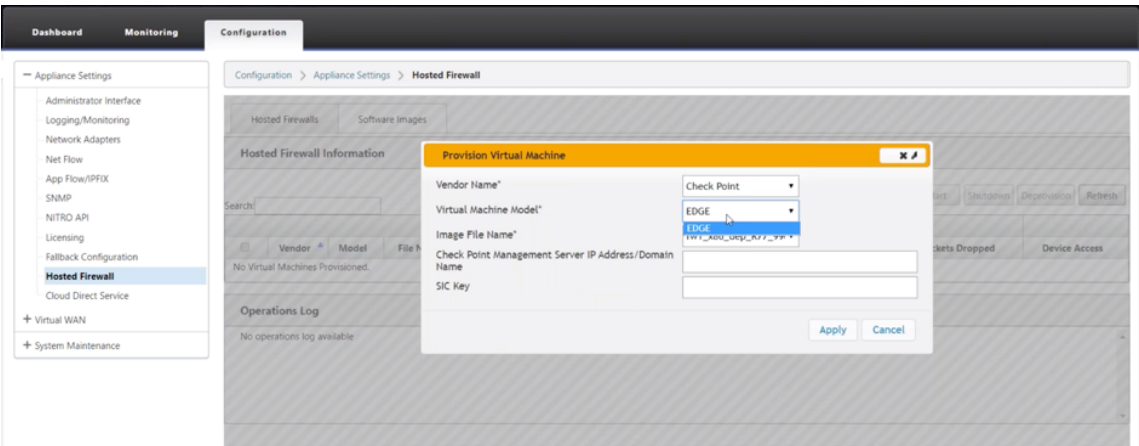 Dashboard Monitoring Configuration
Appliance Settings
Configuration > Appliance Settings > Hosted Firewall
Administrator Interface
Logging/Monitoring
Network Adapters
Net Flow
App Flow/IPFIX
SNMP
NITRO API
Licensing
Fallback Configuration
Hosted Firewall
Cloud Direct Service
+ Virtual WAN
+ System Maintenance
Hosted Firewalls Software Images
Hosted Firewall Information
Search:
Shutdown Deprovision Refresh
Vendor Model File N
ckets Dropped Device Access
No Virtual Machines Provisioned.
Operations Log
No operations log available
Provision Virtual Machine
Vendor Name* Check Point
Virtual Machine Model* EDGE
EDGE
Image File Name*
Check Point Management Server IP Address/Domain
Name
SIC Key
Apply Cancel